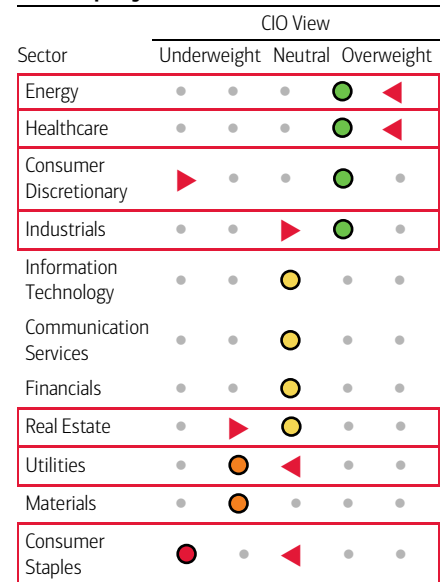 CIO View
Sector Underweight Neutral Overweight
Energy
Healthcare
Consumer
Discretionary
Industrials
Information
Technology
Communication
Services
Financials
Real Estate
Utilities
Materials
Consumer
Staples